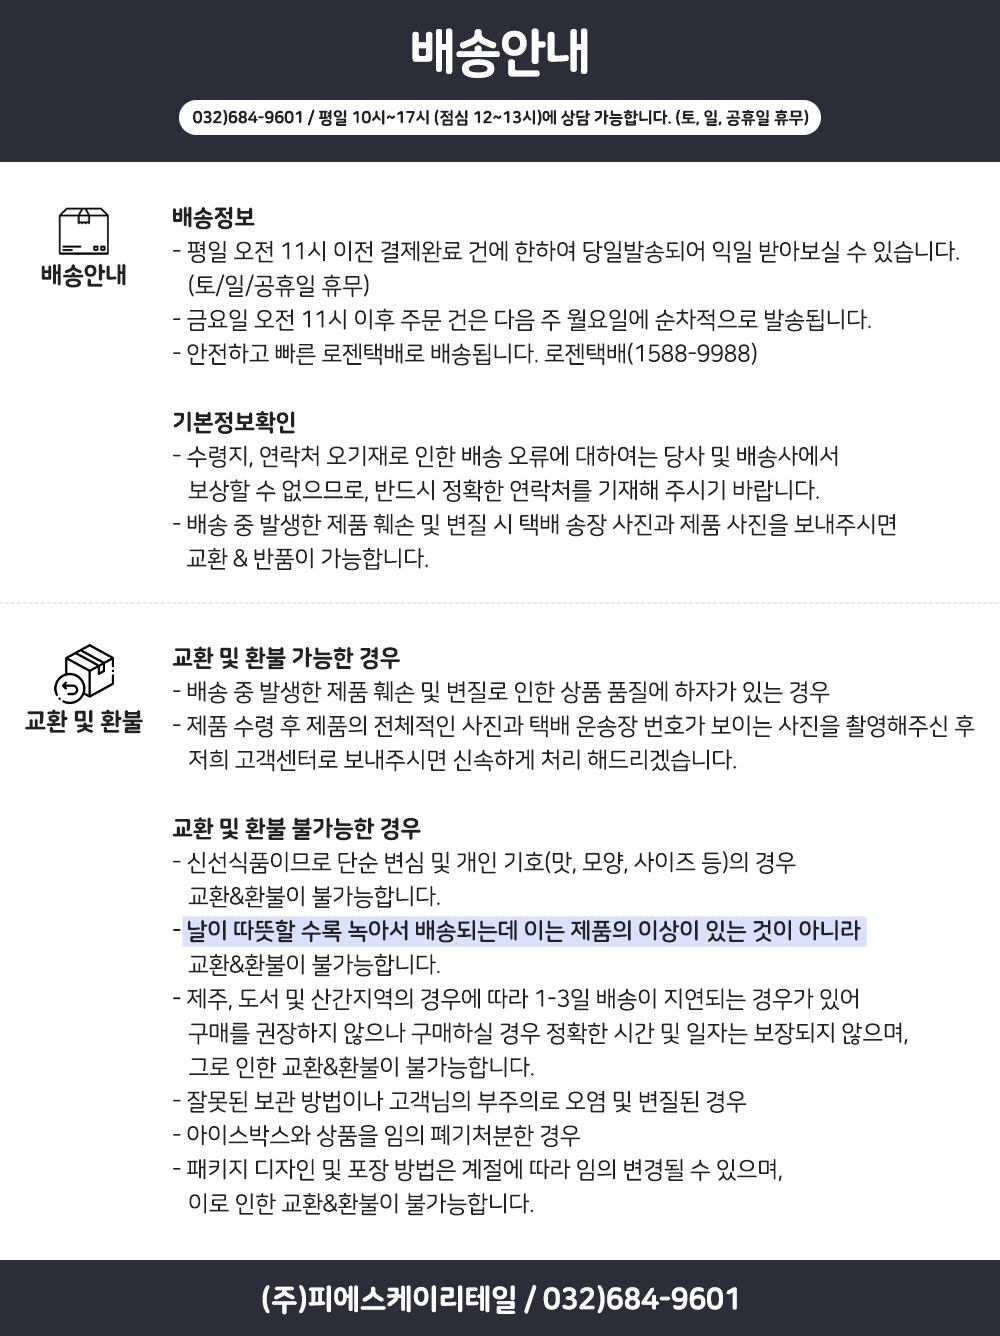 배송안내
032)684-9601 / 평일 10시~17시 (점심 12~13시)에 상담 가능합니다. (토, 일, 공휴일 휴무)
배송안내
배송정보
- 평일 오전 11시 이전 결제완료 건에 한하여 당일발송되어 익일 받아보실 수 있습니다.
(토/일/공휴일 휴무)
- 금요일 오전 11시 이후 주문 건은 다음 주 월요일에 순차적으로 발송됩니다.
- 안전하고 빠른 로젠택배로 배송됩니다. 로젠택배(1588-9988)
기본정보확인
- 수령지, 연락처 오기재로 인한 배송 오류에 대하여는 당사 및 배송사에서
보상할 수 없으므로, 반드시 정확한 연락처를 기재해 주시기 바랍니다.
- 배송 중 발생한 제품 훼손 및 변질 시 택배 송장 사진과 제품 사진을 보내주시면
교환 & 반품이 가능합니다.
교환 및 환불
교환 및 환불 가능한 경우
- 배송 중 발생한 제품 훼손 및 변질로 인한 상품 품질에 하자가 있는 경우
- 제품 수령 후 제품의 전체적인 사진과 택배 운송장 번호가 보이는 사진을 촬영해주신 후
저희 고객센터로 보내주시면 신속하게 처리 해드리겠습니다.
교환 및 환불 불가능한 경우
- 신선식품이므로 단순 변심 및 개인 기호(맛, 모양, 사이즈 등)의 경우
교환&환불이 불가능합니다.
- 날이 따뜻할 수록 녹아서 배송되는데 이는 제품의 이상이 있는 것이 아니라
교환&환불이 불가능합니다.
- 제주, 도서 및 산간지역의 경우에 따라 1-3일 배송이 지연되는 경우가 있어
구매를 권장하지 않으나 구매하실 경우 정확한 시간 및 일자는 보장되지 않으며,
그로 인한 교환&환불이 불가능합니다.
- 잘못된 보관 방법이나 고객님의 부주의로 오염 및 변질된 경우
- 아이스박스와 상품을 임의 폐기처분한 경우
- 패키지 디자인 및 포장 방법은 계절에 따라 임의 변경될 수 있으며,
이로 인한 교환&환불이 불가능합니다.
(주)피에스케이리테일 / 032)684-9601